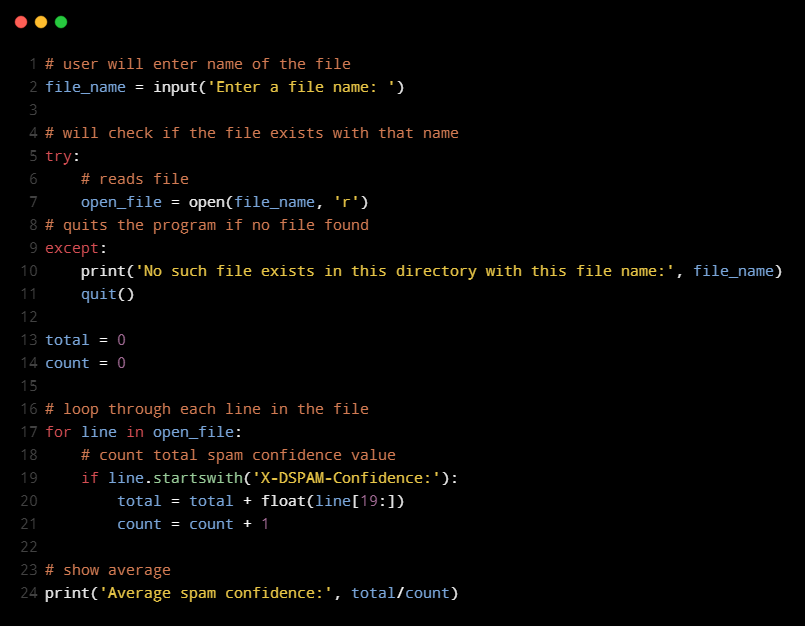 1 # user will enter name of the file
2 file_name = input('Enter a file name: ')
3
4 # will check if the file exists with that name
5 try:
6     # reads file
7     open_file = open(file_name, 'r')
8 # quits the program if no file found
9 except:
10     print('No such file exists in this directory with this file name:', file_name)
11     quit()
12
13 total = 0
14 count = 0
15
16 # loop through each line in the file
17 for line in open_file:
18     # count total spam confidence value
19     if line.startswith('X-DSPAM-Confidence:'):
20         total = total + float(line[19:])
21         count = count + 1
22
23 # show average
24 print('Average spam confidence:', total/count)